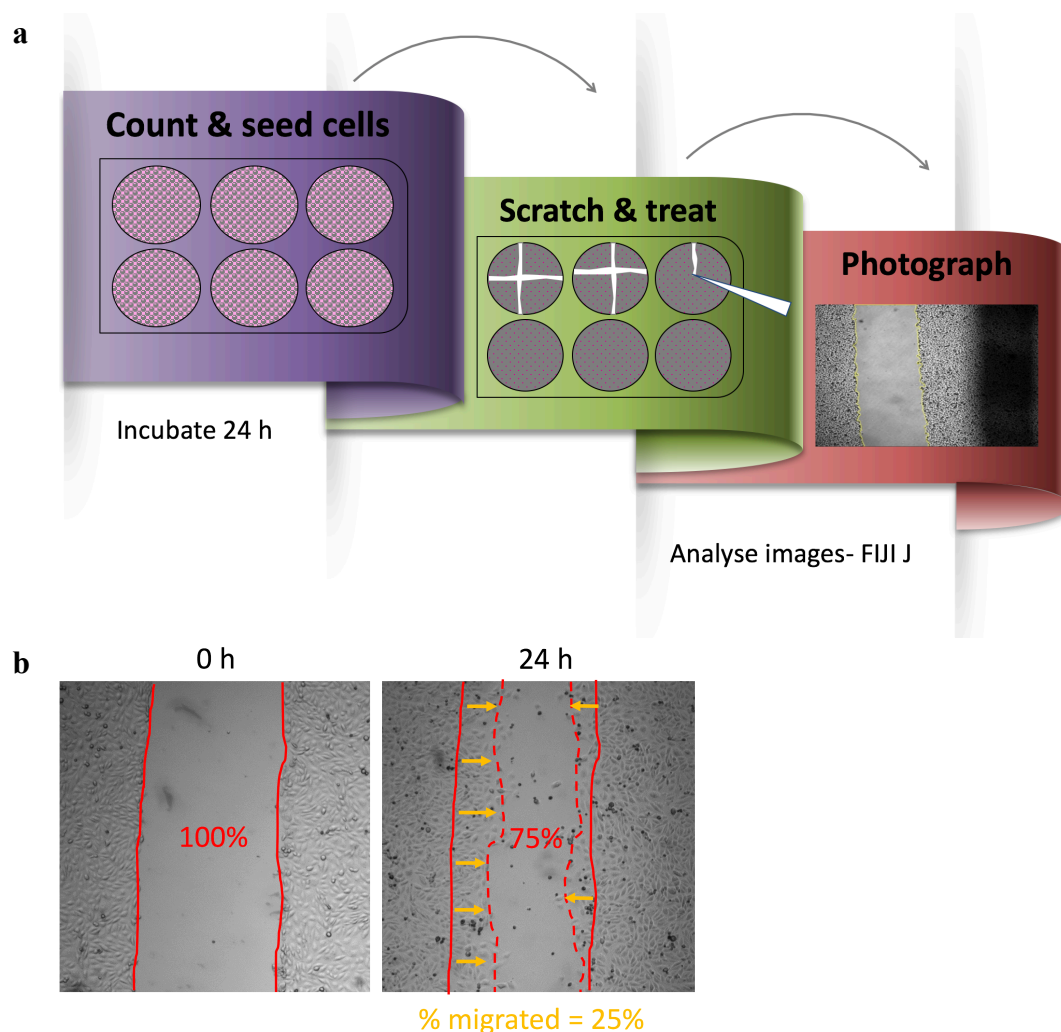 a
Count & seed cells
Scratch & treat
Photograph
Incubate 24 h
Analyse images- FIJI J
b
0 h
24 h
100%
75%
% migrated = 25%